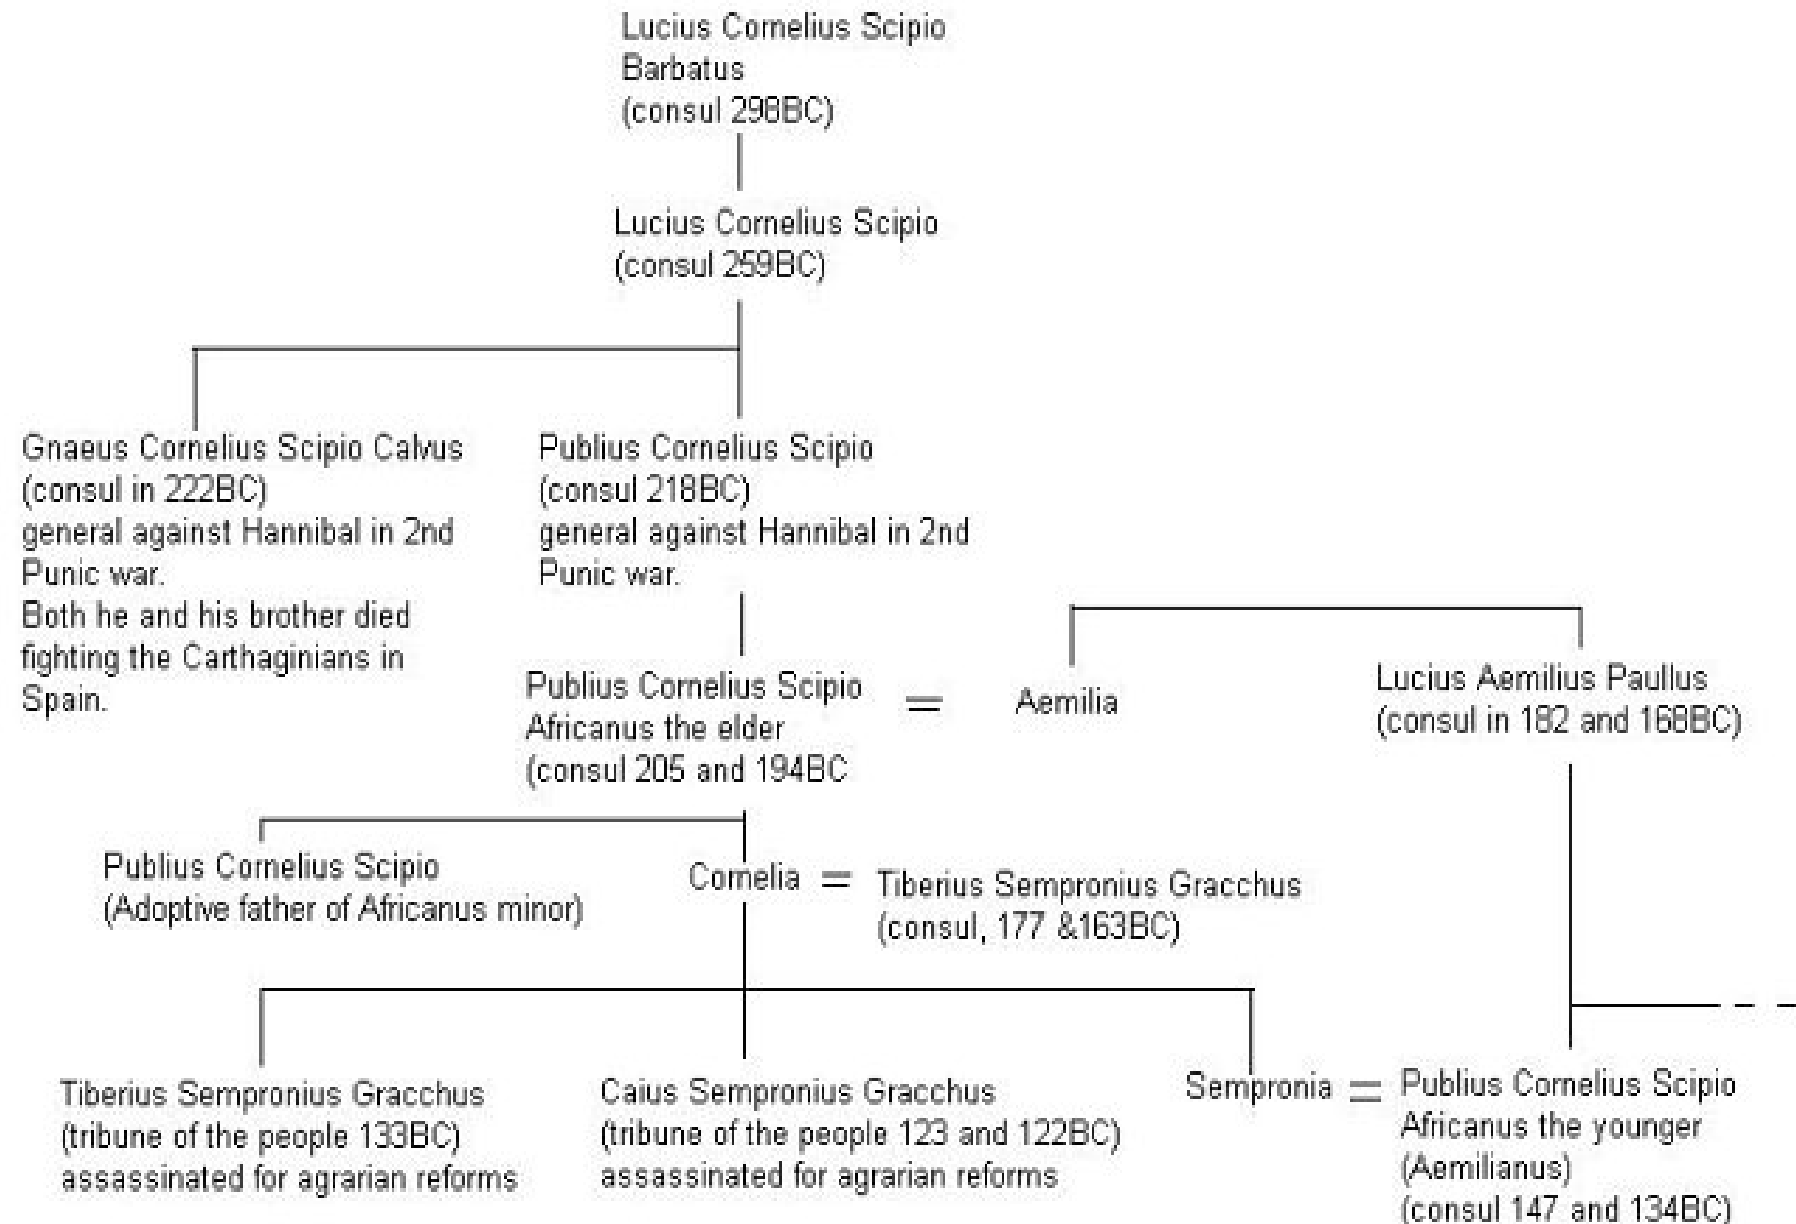 Lucius Cornelius Scipio
Barbatus
(consul 298BC)
Lucius Cornelius Scipio
(consul 259BC)
Gnaeus Cornelius Scipio Calvus
(consul in 222BC)
general against Hannibal in 2nd
Punic war.
Both he and his brother died
fighting the Carthaginians in
Spain.
Publius Cornelius Scipio
(consul 218BC)
general against Hannibal in 2nd
Punic war.
Publius Cornelius Scipio
Africanus the elder
(consul 205 and 194BC
=
Aemilia
Lucius Aemilius Paullus
(consul in 182 and 168BC)
Publius Cornelius Scipio
(Adoptive father of Africanus minor)
Cornelia =
Tiberius Sempronius Gracchus
(consul, 177 &163BC)
Tiberius Sempronius Gracchus
(tribune of the people 133BC)
assassinated for agrarian reforms
Caius Sempronius Gracchus
(tribune of the people 123 and 122BC)
assassinated for agrarian reforms
Sempronia =
Publius Cornelius Scipio
Africanus the younger
(Aemilianus)
(consul 147 and 134BC)